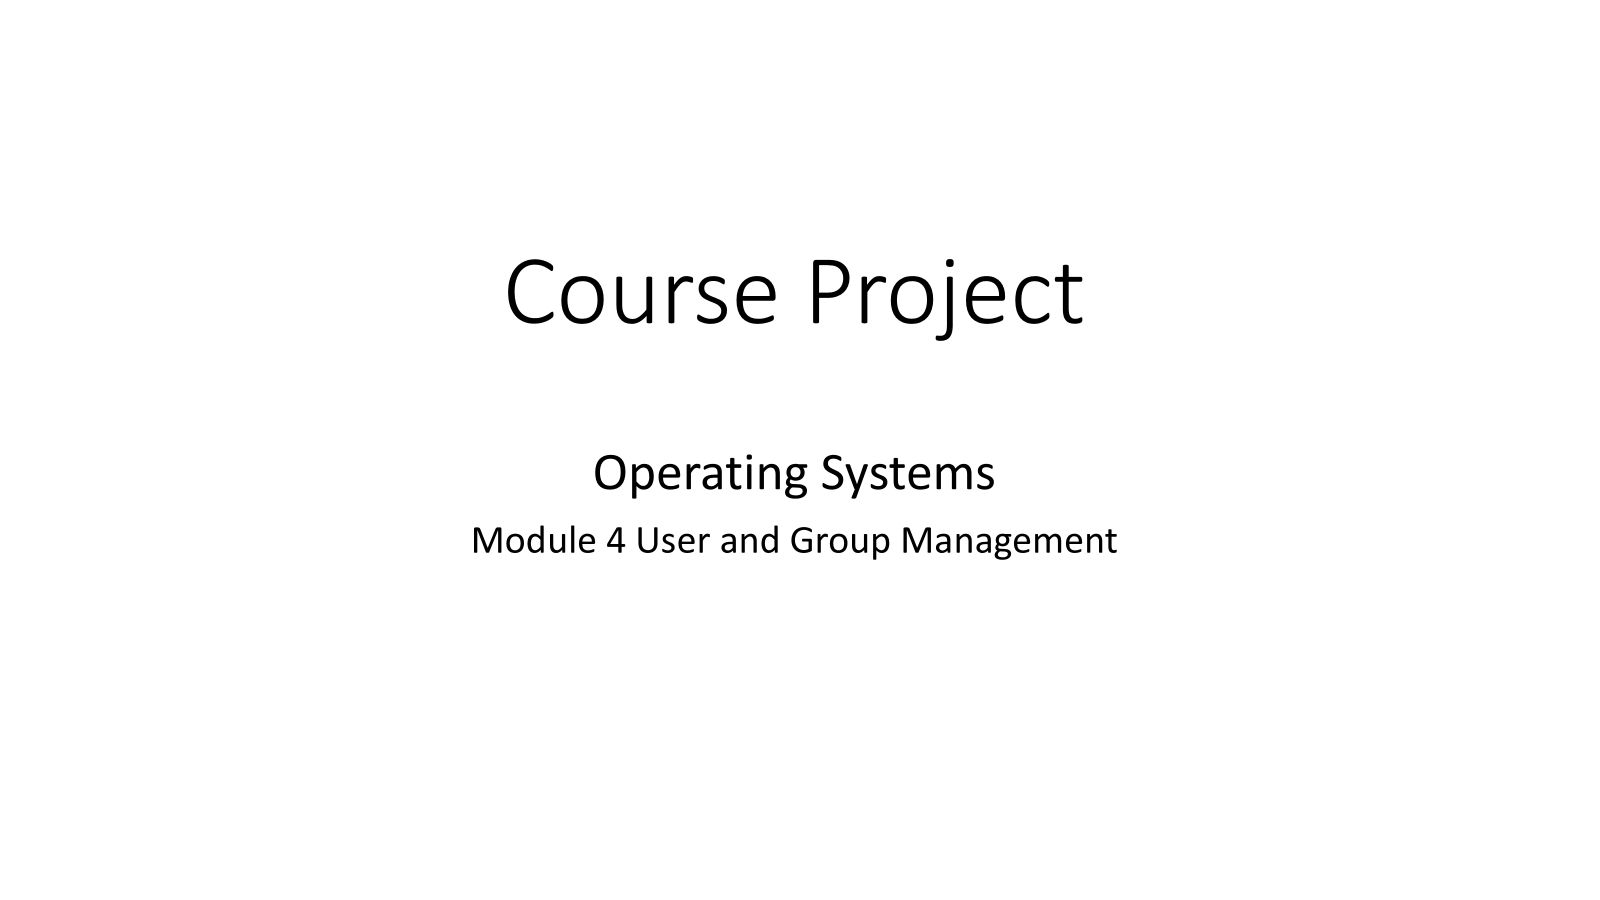 Course Project
Operating Systems
Module 4 User and Group Management